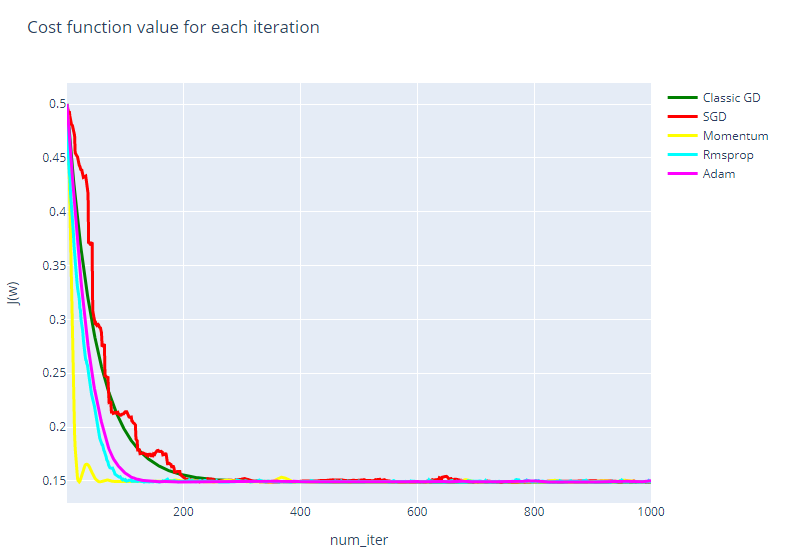 Cost function value for each iteration
0.5
0.45
0.4
0.35
0.3
0.25
0.2
0.15
J(w)
200
400
600
800
1000
num_iter
Classic GD
SGD
Momentum
Rmsprop
Adam